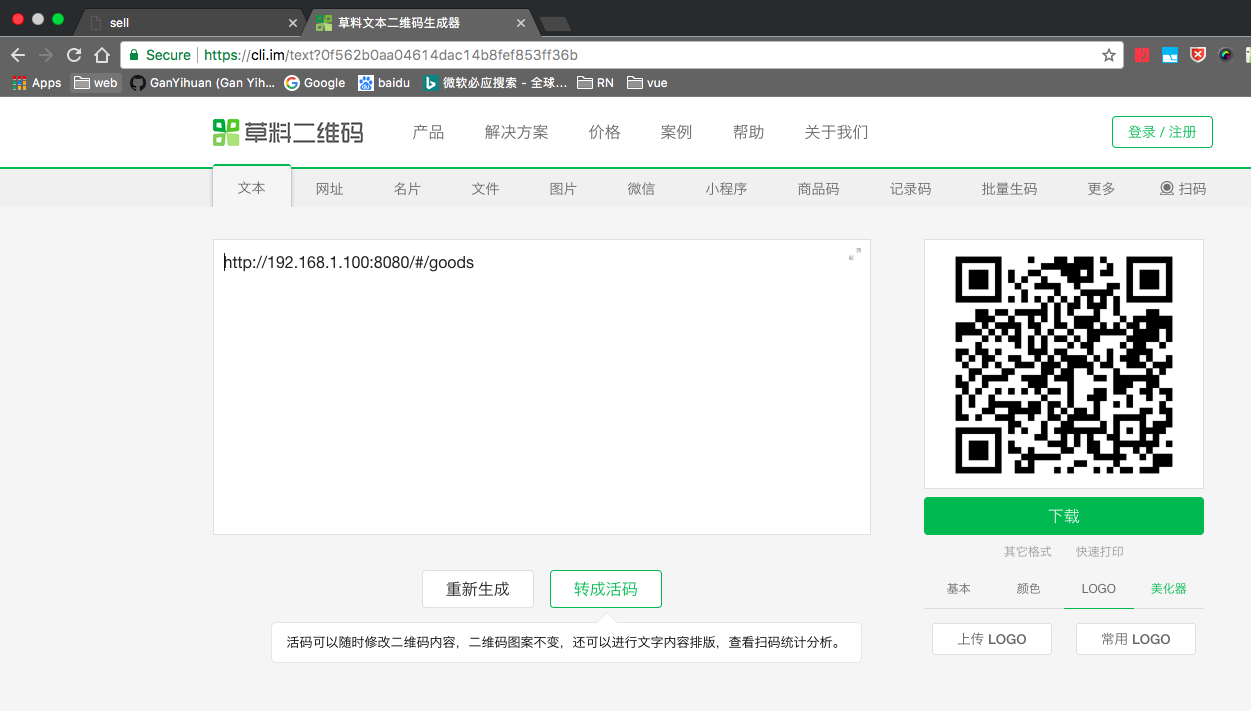 sell
草料文本二维码生成器
Secure https://cli.im/text?0f562b0aa04614dac14b8fef853ff36b
Apps web GanYihuan (Gan Yih... Google baidu 微软必应搜索 - 全球... RN vue
草料二维码 产品 解决方案 价格 案例 帮助 关于我们 登录 / 注册
文本 网址 名片 文件 图片 微信 小程序 商品码 记录码 批量生码 更多 扫码
http://192.168.1.100:8080/#/goods
下载
其它格式 快速打印
重新生成 转成活码
基本 颜色 LOGO 美化器
活码可以随时修改二维码内容，二维码图案不变，还可以进行文字内容排版，查看扫码统计分析。
上传 LOGO 常用 LOGO